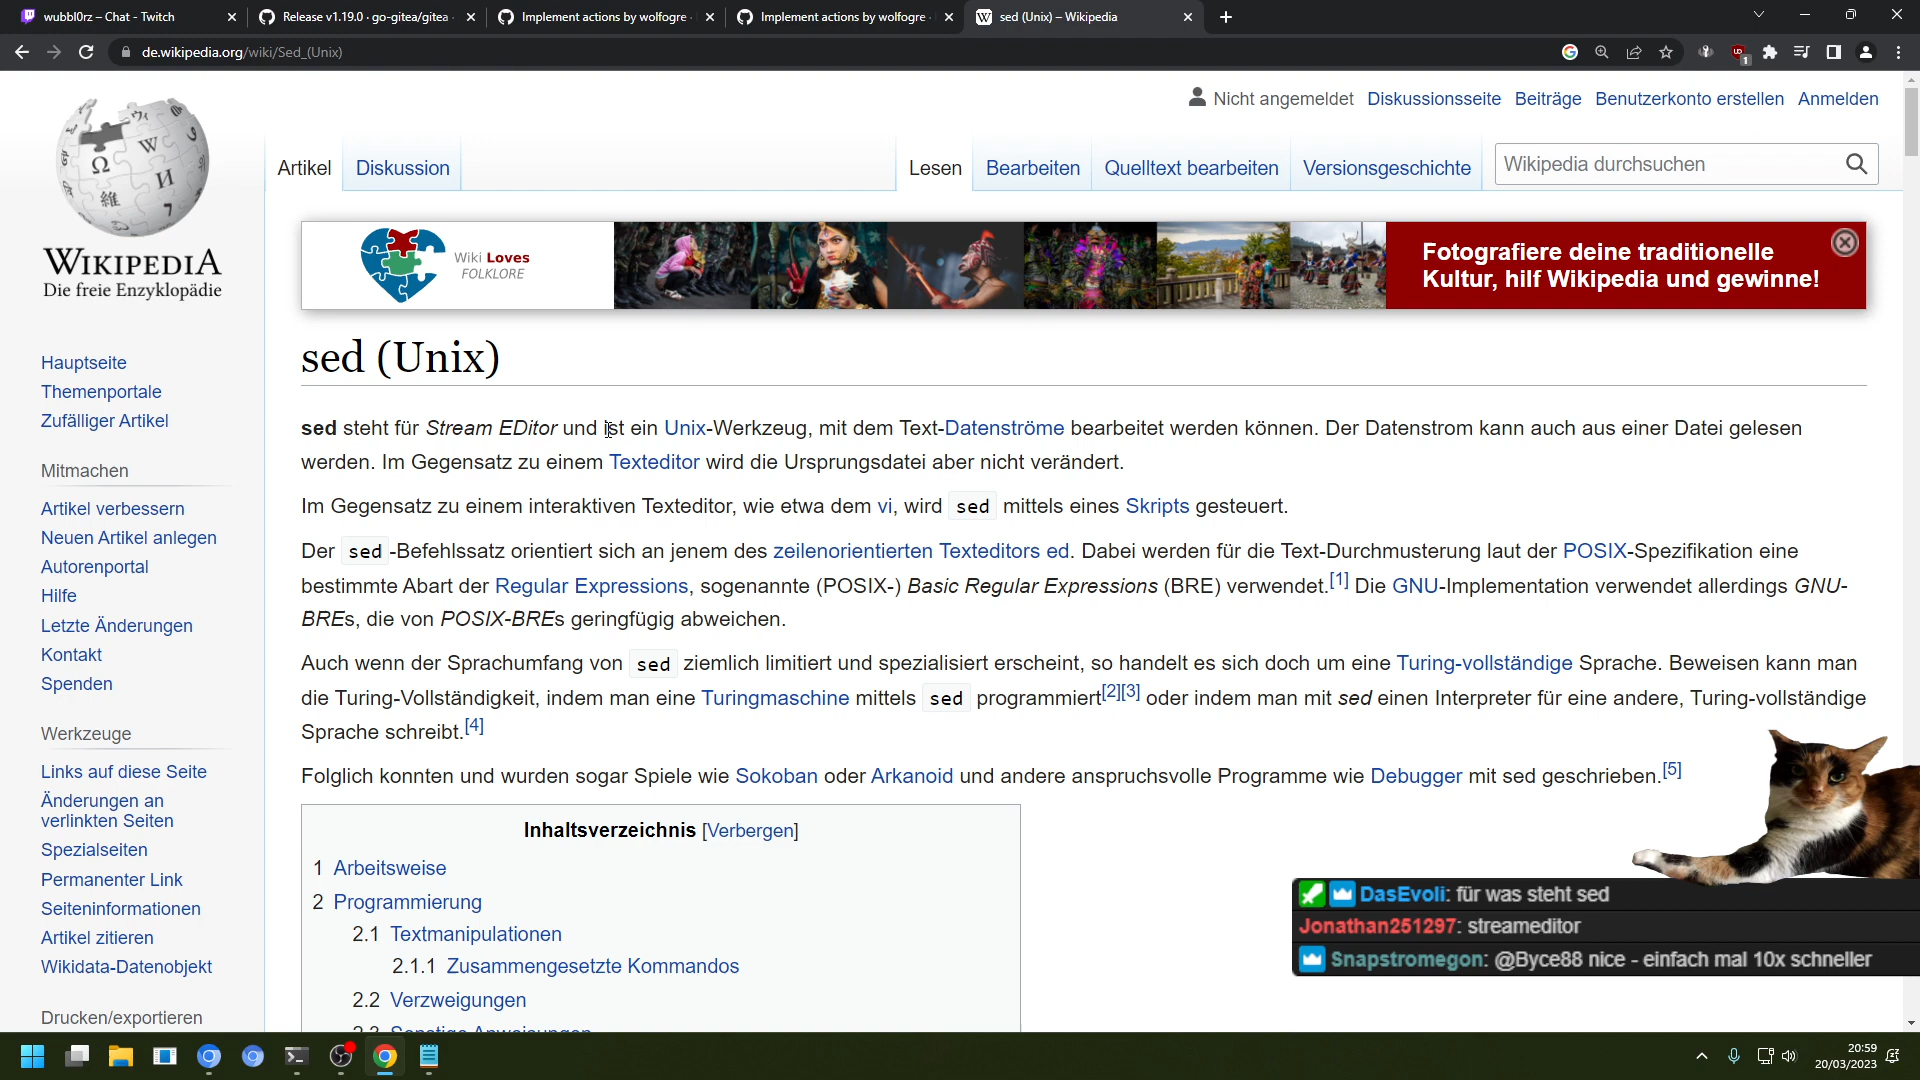 wubbl0rz – Chat - Twitch
Release v1.19.0 · go-gitea/gitea
Implement actions by wolfogre ·
Implement actions by wolfogre ·
sed (Unix) – Wikipedia
de.wikipedia.org/wiki/Sed_(Unix)
1
Nicht angemeldet Diskussionsseite Beiträge Benutzerkonto erstellen Anmelden
Artikel Diskussion Lesen Bearbeiten Quelltext bearbeiten Versionsgeschichte Wikipedia durchsuchen
WIKIPEDIA
Die freie Enzyklopädie
Wiki Loves
FOLKLORE
Fotografiere deine traditionelle
Kultur, hilf Wikipedia und gewinne!
Hauptseite
Themenportale
Zufälliger Artikel
Mitmachen
Artikel verbessern
Neuen Artikel anlegen
Autorenportal
Hilfe
Letzte Änderungen
Kontakt
Spenden
Werkzeuge
Links auf diese Seite
Änderungen an
verlinkten Seiten
Spezialseiten
Permanenter Link
Seiteninformationen
Artikel zitieren
Wikidata-Datenobjekt
Drucken/exportieren
sed (Unix)
sed steht für Stream EDitor und ist ein Unix-Werkzeug, mit dem Text-Datenströme bearbeitet werden können. Der Datenstrom kann auch aus einer Datei gelesen
werden. Im Gegensatz zu einem Texteditor wird die Ursprungsdatei aber nicht verändert.
Im Gegensatz zu einem interaktiven Texteditor, wie etwa dem vi, wird sed mittels eines Skripts gesteuert.
Der sed-Befehlssatz orientiert sich an jenem des zeilenorientierten Texteditors ed. Dabei werden für die Text-Durchmusterung laut der POSIX-Spezifikation eine
bestimmte Abart der Regular Expressions, sogenannte (POSIX-) Basic Regular Expressions (BRE) verwendet.[1] Die GNU-Implementation verwendet allerdings GNU-
BREs, die von POSIX-BREs geringfügig abweichen.
Auch wenn der Sprachumfang von sed ziemlich limitiert und spezialisiert erscheint, so handelt es sich doch um eine Turing-vollständige Sprache. Beweisen kann man
die Turing-Vollständigkeit, indem man eine Turingmaschine mittels sed programmiert[2][3] oder indem man mit sed einen Interpreter für eine andere, Turing-vollständige
Sprache schreibt.[4]
Folglich konnten und wurden sogar Spiele wie Sokoban oder Arkanoid und andere anspruchsvolle Programme wie Debugger mit sed geschrieben.[5]
Inhaltsverzeichnis [Verbergen]
1 Arbeitsweise
2 Programmierung
2.1 Textmanipulationen
2.1.1 Zusammengesetzte Kommandos
2.2 Verzweigungen
2.3 Sonstige Anweisungen
DasEvoli: für was steht sed
Jonathan251297: streameditor
Snapstromegon: @Byce88 nice - einfach mal 10x schneller
20:59
20/03/2023